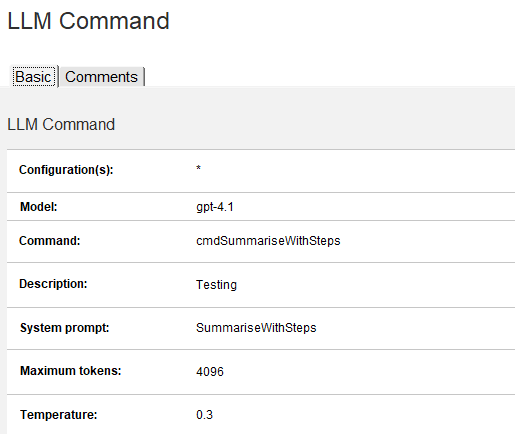 LLM Command
Basic Comments
LLM Command
Configuration(s): *
Model: gpt-4.1
Command: cmdSummariseWithSteps
Description: Testing
System prompt: SummariseWithSteps
Maximum tokens: 4096
Temperature: 0.3